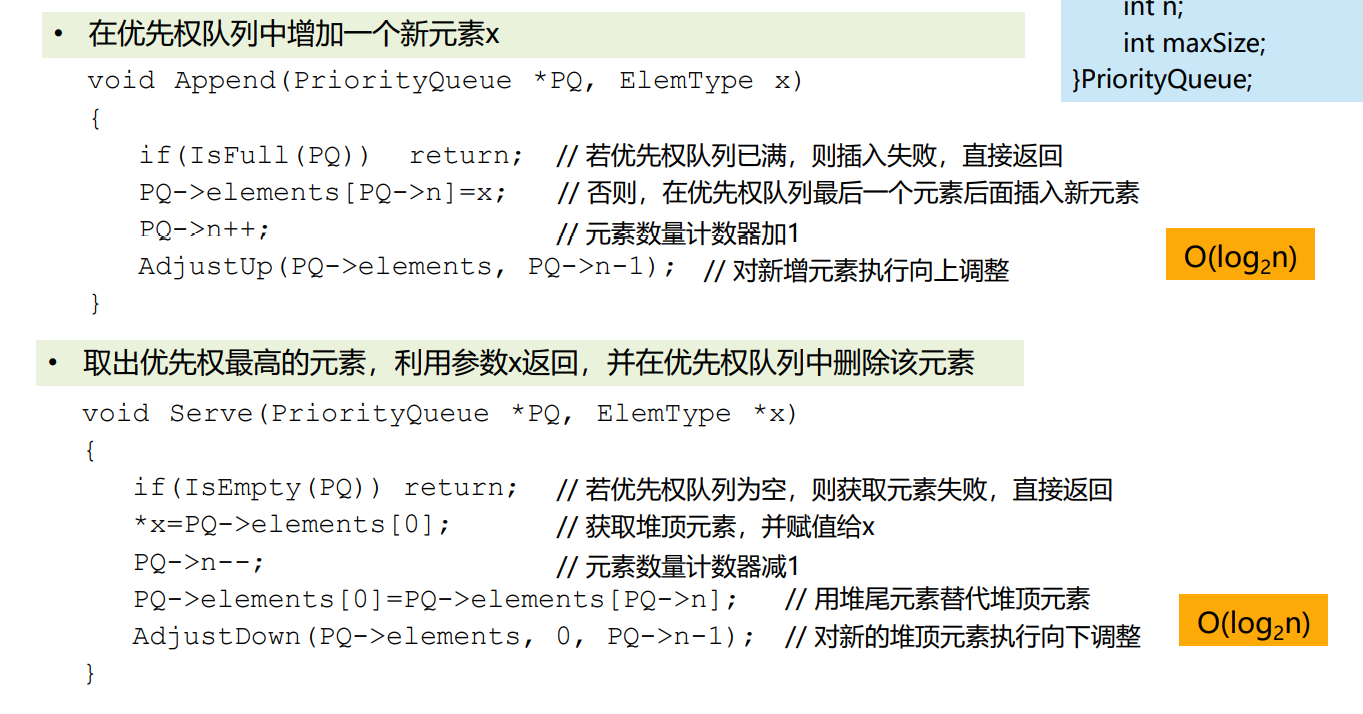 int n;
int maxSize;
}PriorityQueue;
• 在优先权队列中增加一个新元素x
void Append(PriorityQueue *PQ, ElemType x)
{
if(IsFull(PQ)) return; // 若优先权队列已满，则插入失败，直接返回
PQ->elements[PQ->n]=x; // 否则，在优先权队列最后一个元素后面插入新元素
PQ->n++; // 元素数量计数器加1
AdjustUp(PQ->elements, PQ->n-1); // 对新增元素执行向上调整
}
O(log₂n)
• 取出优先权最高的元素，利用参数x返回，并在优先权队列中删除该元素
void Serve(PriorityQueue *PQ, ElemType *x)
{
if(IsEmpty(PQ)) return; // 若优先权队列为空，则获取元素失败，直接返回
*x=PQ->elements[0]; // 获取堆顶元素，并赋值给x
PQ->n--; // 元素数量计数器减1
PQ->elements[0]=PQ->elements[PQ->n]; // 用堆尾元素替代堆顶元素
AdjustDown(PQ->elements, 0, PQ->n-1); // 对新的堆顶元素执行向下调整
}
O(log₂n)